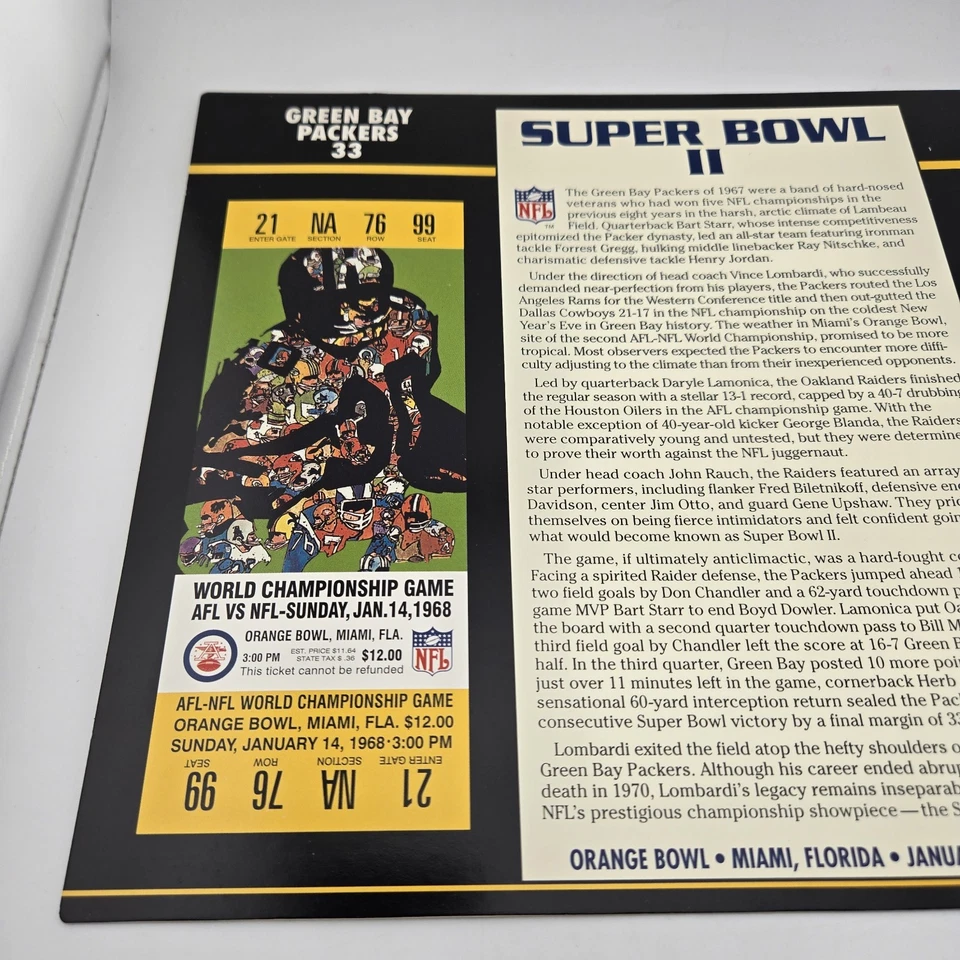 GREEN BAY
PACKERS
33
21 NA 76 99
ENTER GATE SECTION ROW SEAT
WORLD CHAMPIONSHIP GAME
AFL VS NFL-SUNDAY, JAN. 14, 1968
ORANGE BOWL, MIAMI, FLA.
3:00 PM EST. PRICE $11.64 STATE TAX $ .36 $12.00
This ticket cannot be refunded
NFL
AFL-NFL WORLD CHAMPIONSHIP GAME
ORANGE BOWL, MIAMI, FLA. $12.00
SUNDAY, JANUARY 14, 1968·3:00 PM
21 NA 76 99
ENTER GATE SECTION ROW SEAT
SUPER BOWL
II
NFL
TM
The Green Bay Packers of 1967 were a band of hard-nosed
veterans who had won five NFL championships in the
previous eight years in the harsh, arctic climate of Lambeau
Field. Quarterback Bart Starr, whose intense competitiveness
epitomized the Packer dynasty, led an all-star team featuring ironman
tackle Forrest Gregg, hulking middle linebacker Ray Nitschke, and
charismatic defensive tackle Henry Jordan.
Under the direction of head coach Vince Lombardi, who successfully
demanded near-perfection from his players, the Packers routed the Los
Angeles Rams for the Western Conference title and then out-gutted the
Dallas Cowboys 21-17 in the NFL championship on the coldest New
Year's Eve in Green Bay history. The weather in Miami's Orange Bowl,
site of the second AFL-NFL World Championship, promised to be more
tropical. Most observers expected the Packers to encounter more diffi-
culty adjusting to the climate than from their inexperienced opponents.
Led by quarterback Daryle Lamonica, the Oakland Raiders finished
the regular season with a stellar 13-1 record, capped by a 40-7 drubbing
of the Houston Oilers in the AFL championship game. With the
notable exception of 40-year-old kicker George Blanda, the Raiders
were comparatively young and untested, but they were determine
to prove their worth against the NFL juggernaut.
Under head coach John Rauch, the Raiders featured an array
star performers, including flanker Fred Biletnikoff, defensive en
Davidson, center Jim Otto, and guard Gene Upshaw. They pri
themselves on being fierce intimidators and felt confident goin
what would become known as Super Bowl II.
The game, if ultimately anticlimactic, was a hard-fought c
Facing a spirited Raider defense, the Packers jumped ahead
two field goals by Don Chandler and a 62-yard touchdown p
game MVP Bart Starr to end Boyd Dowler. Lamonica put Oa
the board with a second quarter touchdown pass to Bill M
third field goal by Chandler left the score at 16-7 Green B
half. In the third quarter, Green Bay posted 10 more poi
just over 11 minutes left in the game, cornerback Herb
sensational 60-yard interception return sealed the Pac
consecutive Super Bowl victory by a final margin of 33
Lombardi exited the field atop the hefty shoulders o
Green Bay Packers. Although his career ended abrup
death in 1970, Lombardi's legacy remains inseparab
NFL's prestigious championship showpiece — the S
ORANGE BOWL • MIAMI, FLORIDA • JANUA